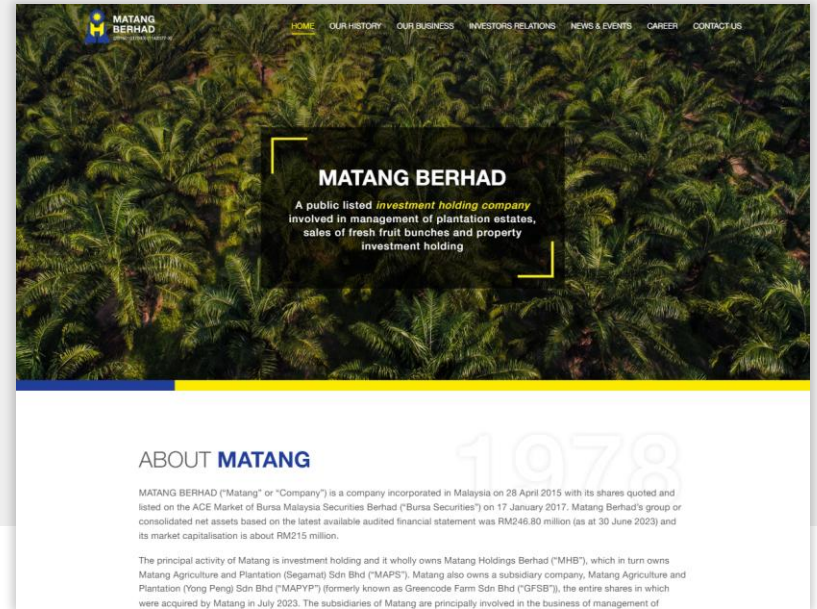 MATANG
BERHAD
HOME OUR HISTORY OUR BUSINESS INVESTORS RELATIONS NEWS & EVENTS CAREER CONTACT US
MATANG BERHAD
A public listed investment holding company
involved in management of plantation estates,
sales of fresh fruit bunches and property
investment holding
1978
ABOUT MATANG
MATANG BERHAD (“Matang” or “Company”) is a company incorporated in Malaysia on 28 April 2015 with its shares quoted and
listed on the ACE Market of Bursa Malaysia Securities Berhad (“Bursa Securities”) on 17 January 2017. Matang Berhad’s group or
consolidated net assets based on the latest available audited financial statement was RM246.80 million (as at 30 June 2023) and
its market capitalisation is about RM215 million.
The principal activity of Matang is investment holding and it wholly owns Matang Holdings Berhad (“MHB”), which in turn owns
Matang Agriculture and Plantation (Segamat) Sdn Bhd (“MAPS”). Matang also owns a subsidiary company, Matang Agriculture and
Plantation (Yong Peng) Sdn Bhd (“MAPYP”) (formerly known as Greencode Farm Sdn Bhd (“GFSB”)), the entire shares in which
were acquired by Matang in July 2023. The subsidiaries of Matang are principally involved in the business of management of